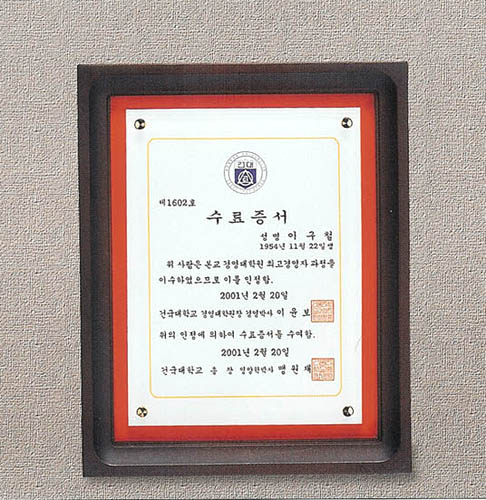 제1602호
수료증서
성명 이 구 철
1954년 11월 22일생
위 사람은 본교 경영대학원 최고경영자 과정을
이수하였으므로 이를 인정함.
2001년 2월 20일
건국대학교 경영대학원장 경영박사 이 윤 보
위의 인정에 의하여 수료증서를 수여함.
2001년 2월 20일
건국대학교 총 장 영양학박사 맹 원 재